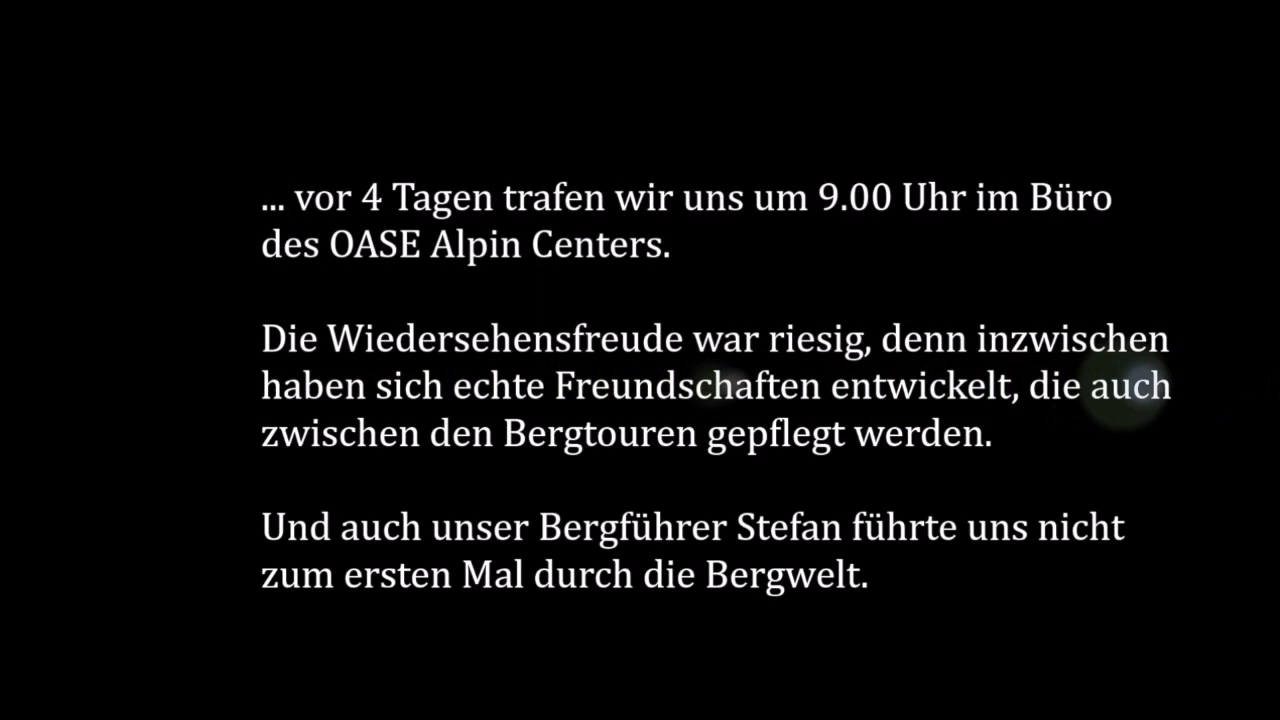 ... vor 4 Tagen trafen wir uns um 9.00 Uhr im Büro
des OASE Alpin Centers.
Die Wiedersehensfreude war riesig, denn inzwischen
haben sich echte Freundschaften entwickelt, die auch
zwischen den Bergtouren gepflegt werden.
Und auch unser Bergführer Stefan führte uns nicht
zum ersten Mal durch die Bergwelt.